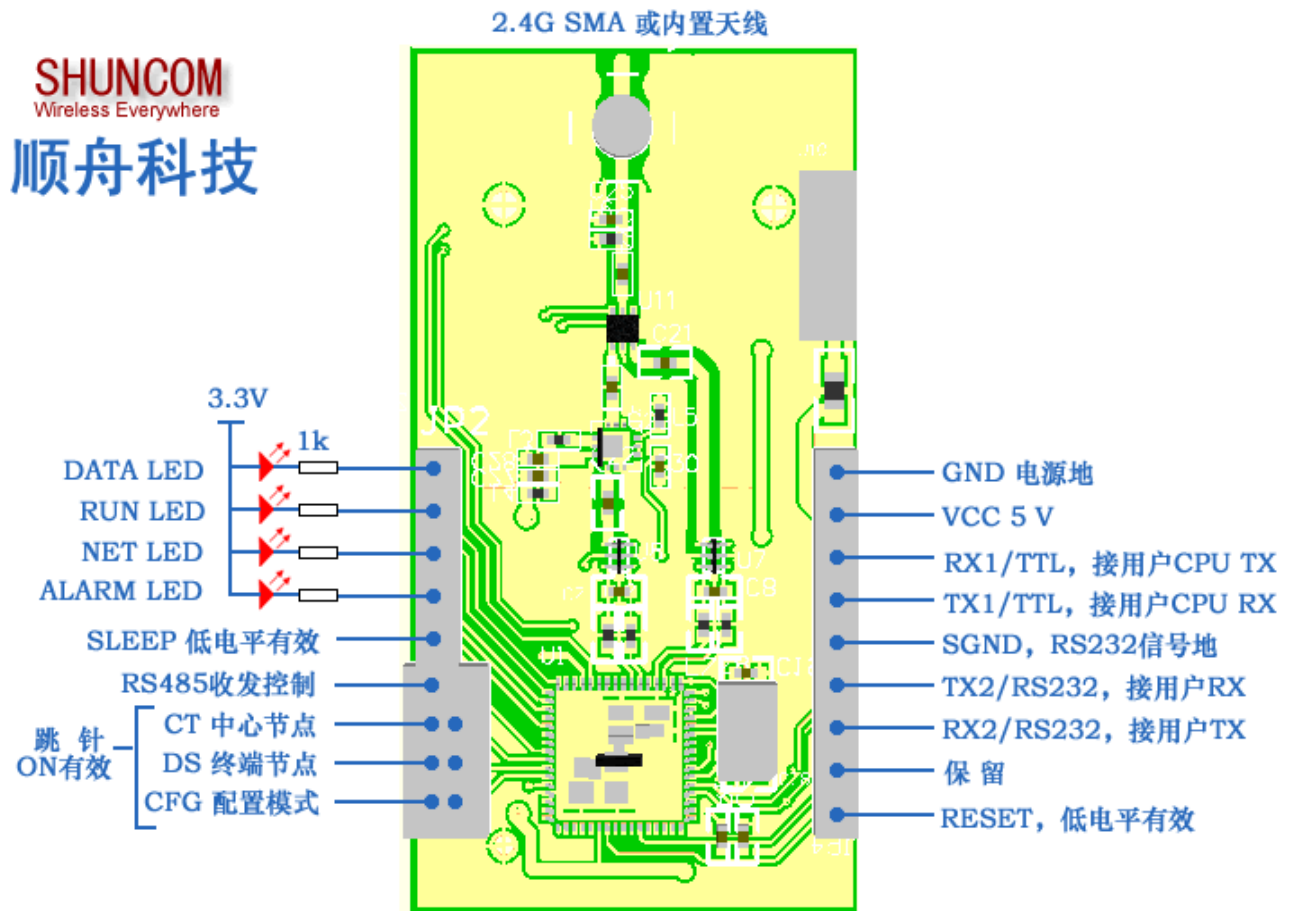 2.4G SMA 或内置天线
SHUNCOM
Wireless Everywhere
顺舟科技
3.3V
1k
DATA LED
RUN LED
NET LED
ALARM LED
SLEEP 低电平有效
RS485收发控制
CT 中心节点
DS 终端节点
CFG 配置模式
跳 针
ON有效
JP2
J11
C21
U1
U7
GND 电源地
VCC 5 V
RX1/TTL，接用户CPU TX
TX1/TTL，接用户CPU RX
SGND，RS232信号地
TX2/RS232，接用户RX
RX2/RS232，接用户TX
保 留
RESET，低电平有效